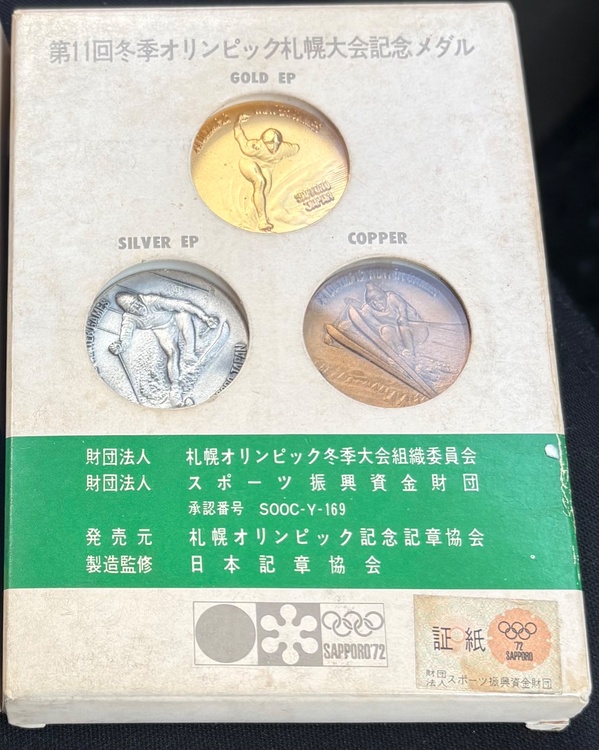 第11回冬季オリンピック札幌大会記念メダル
GOLD EP
SILVER EP
COPPER
SAPPORO
JAPAN
財団法人 札幌オリンピック冬季大会組織委員会
財団法人 スポーツ振興資金財団
承認番号 SOOC-Y-169
発売元 札幌オリンピック記念記章協会
製造監修 日本記章協会
SAPPORO'72
証紙
'72
SAPPORO
財団法人スポーツ振興資金財団